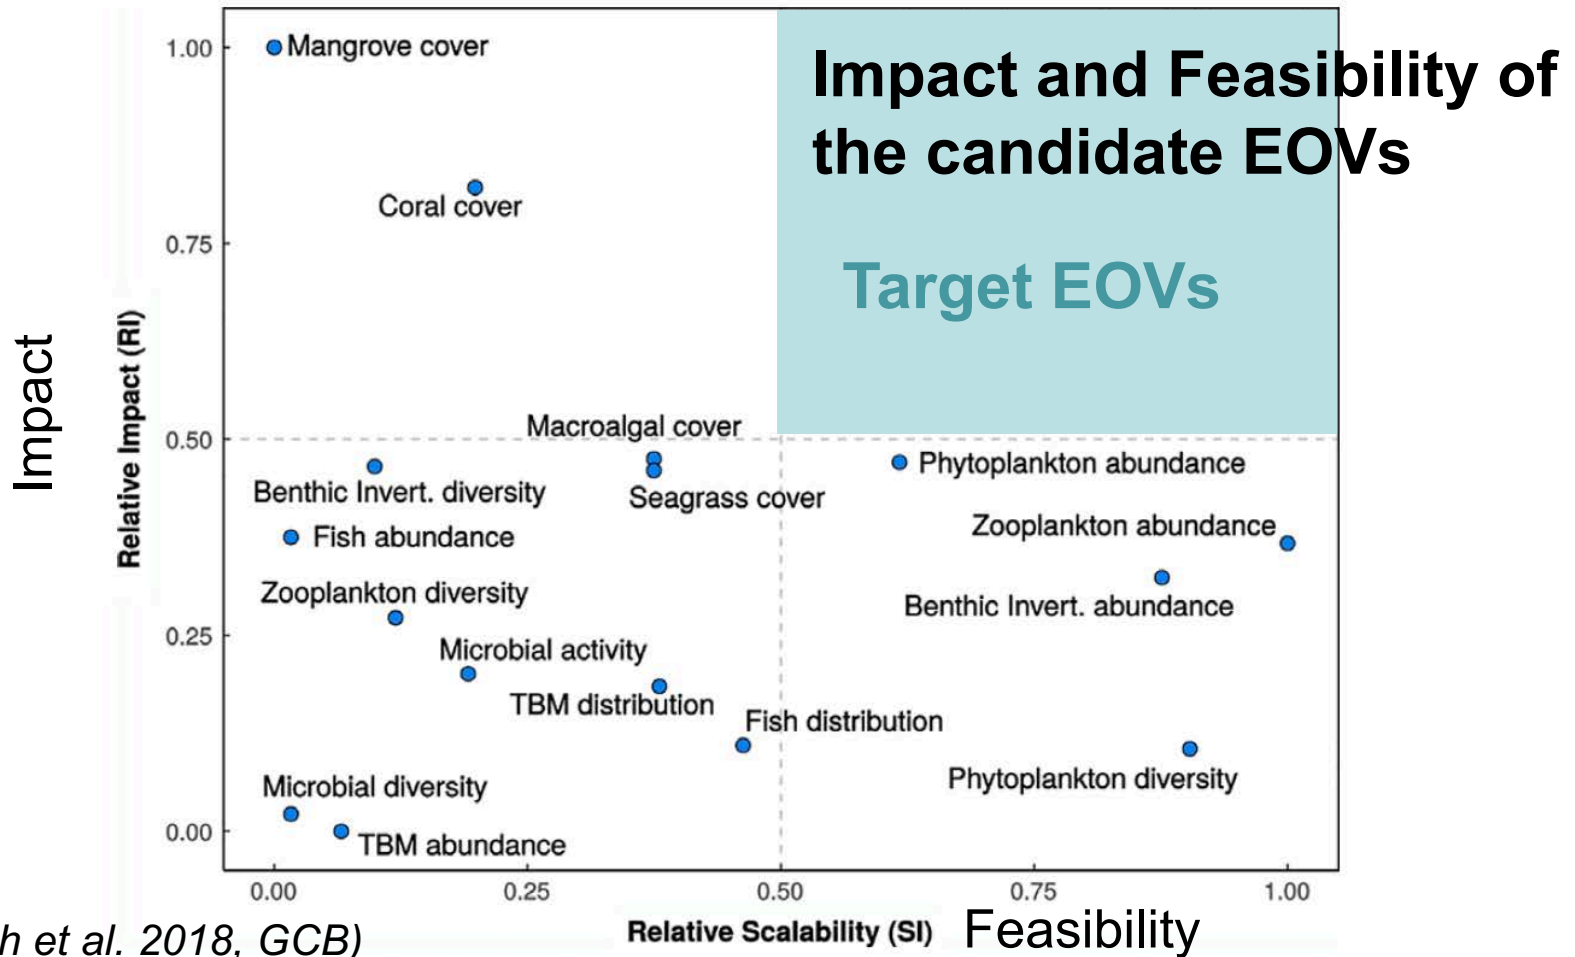 Impact and Feasibility of
the candidate EOVs
Target EOVs
Impact
Relative Impact (RI)
1.00
0.75
0.50
0.25
0.00
Mangrove cover
Coral cover
Macroalgal cover
Phytoplankton abundance
Benthic Invert. diversity
Seagrass cover
Zooplankton abundance
Fish abundance
Zooplankton diversity
Benthic Invert. abundance
Microbial activity
TBM distribution
Fish distribution
Phytoplankton diversity
Microbial diversity
TBM abundance
0.00 0.25 0.50 0.75 1.00
Relative Scalability (SI) Feasibility
h et al. 2018, GCB)